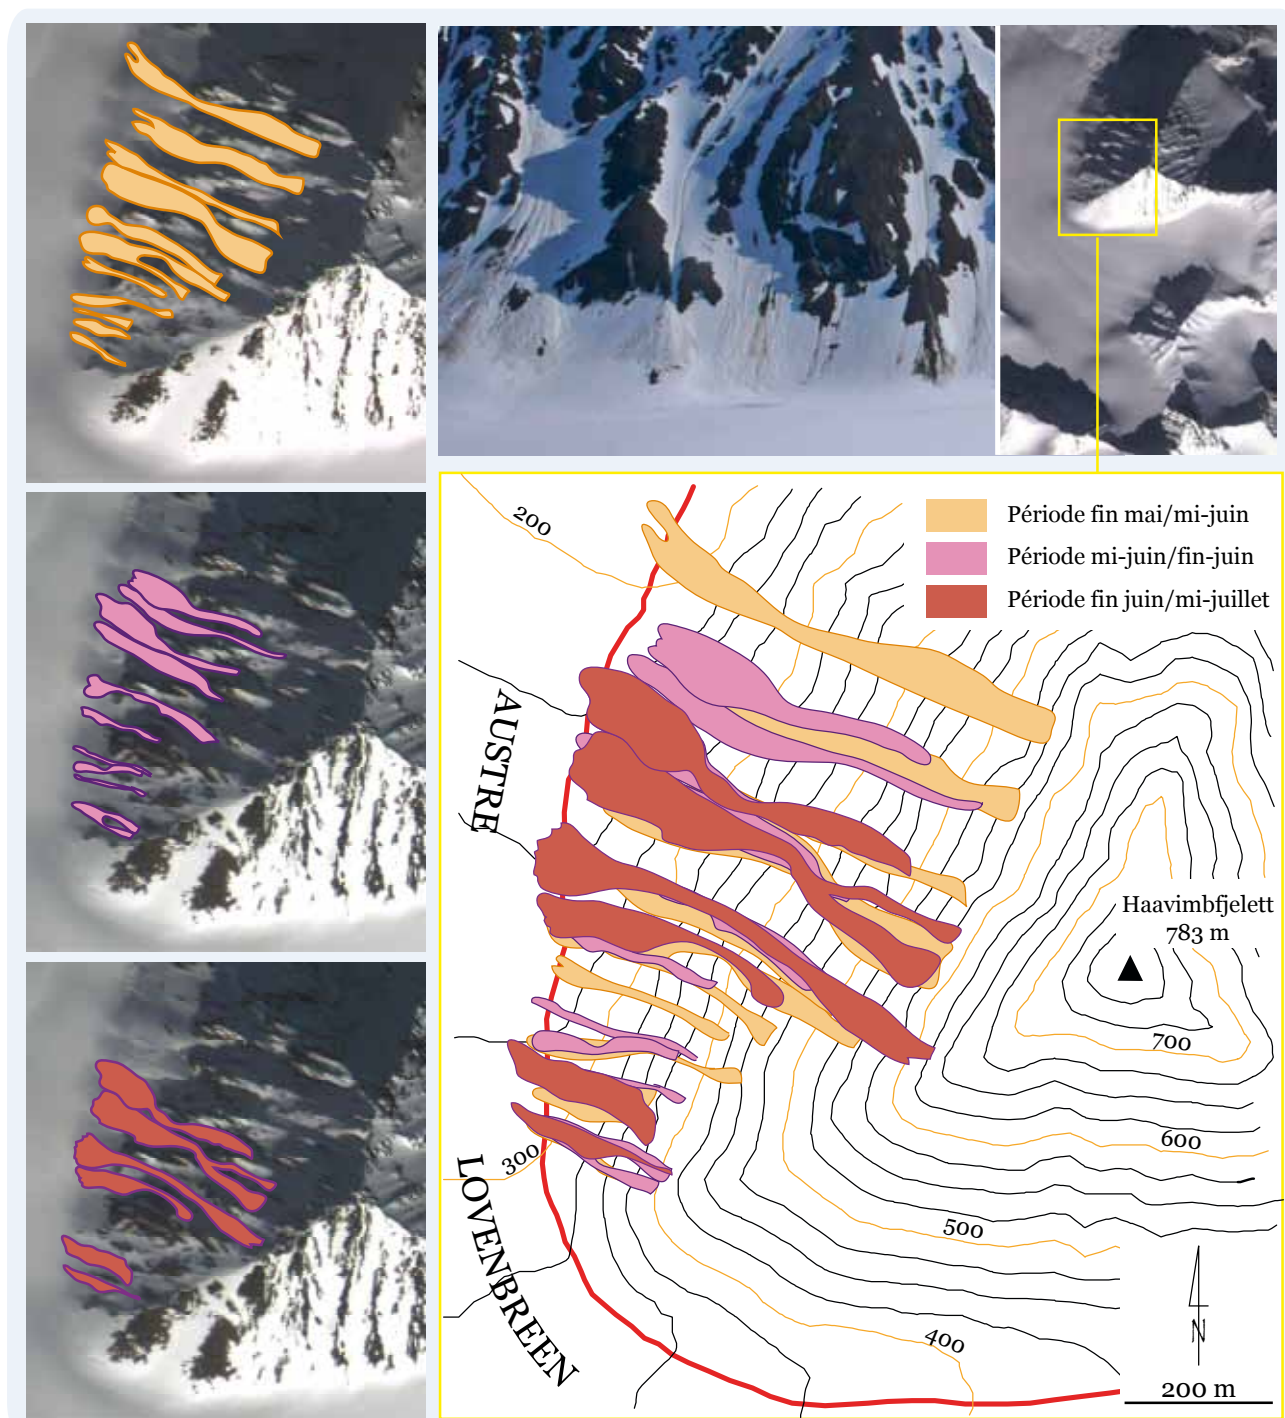 200
Période fin mai/mi-juin
Période mi-juin/fin-juin
Période fin juin/mi-juillet
AUSTRE
LOVENBREEN
Haavimbfjelett
783 m
700
600
300
500
400
N
200 m